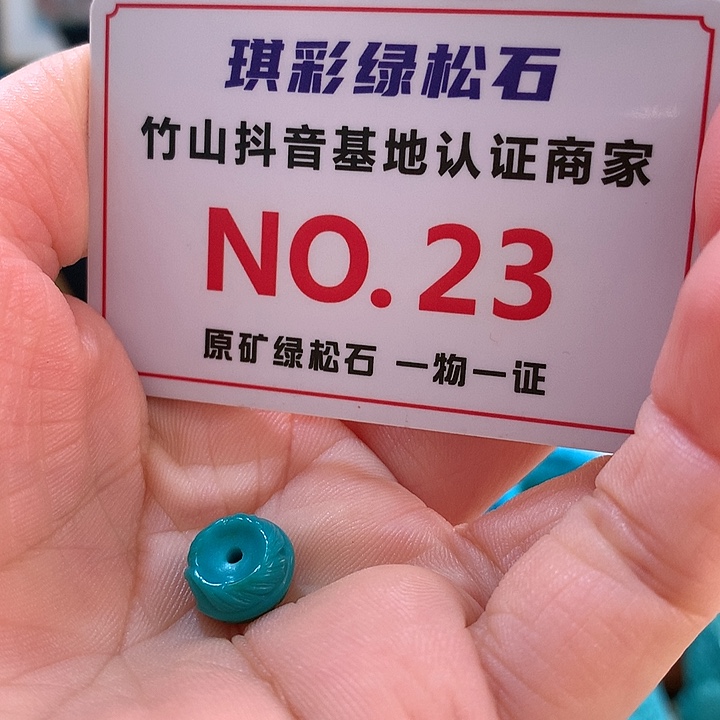 琪彩绿松石
竹山抖音基地认证商家
NO.23
原矿绿松石 一物一证